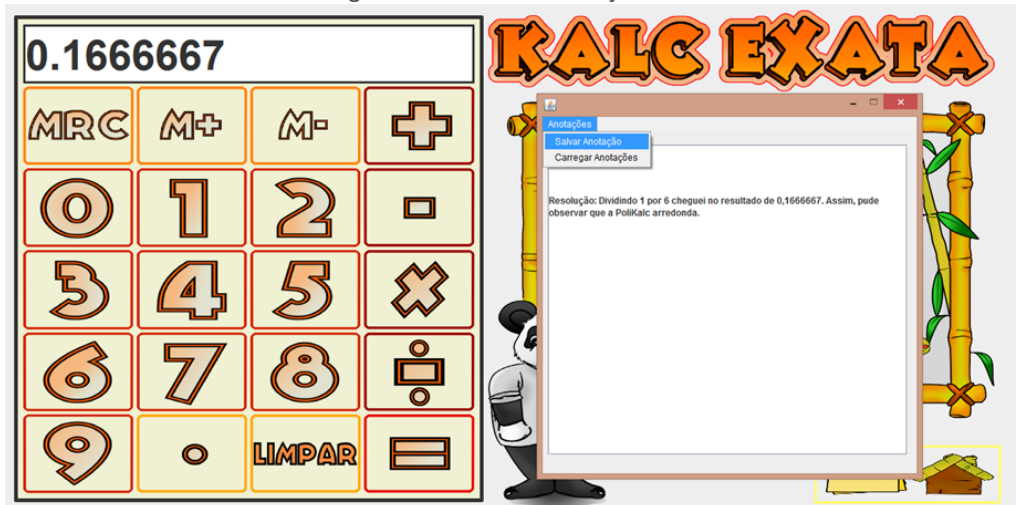 0.1666667
KALC EXATA
MRC M+ M- +
0 1 2 -
3 4 5 ×
6 7 8 ÷
9 . LIMPAR =
Anotações
Salvar Anotação
Carregar Anotações
Resolução: Dividindo 1 por 6 cheguei no resultado de 0,1666667. Assim, pude
observar que a PoliKalc arredonda.